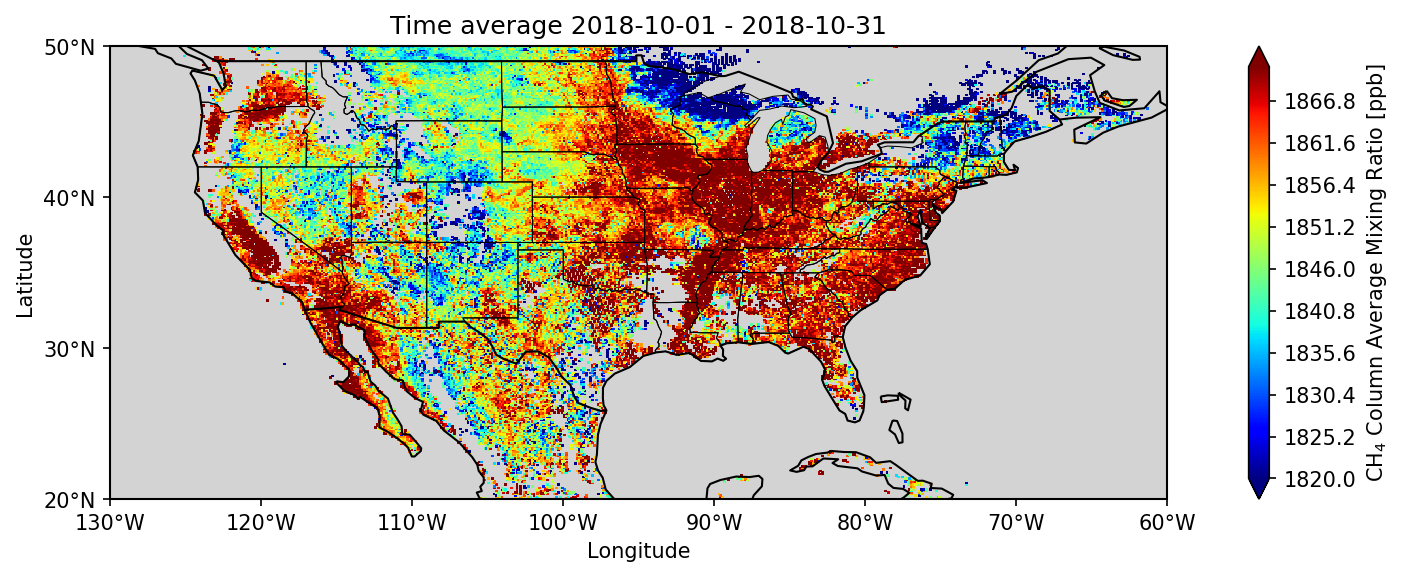 Time average 2018-10-01 - 2018-10-31
50°N
40°N
30°N
20°N
Latitude
130°W
120°W
110°W
100°W
90°W
80°W
70°W
60°W
Longitude
1866.8
1861.6
1856.4
1851.2
1846.0
1840.8
1835.6
1830.4
1825.2
1820.0
CH₄ Column Average Mixing Ratio [ppb]